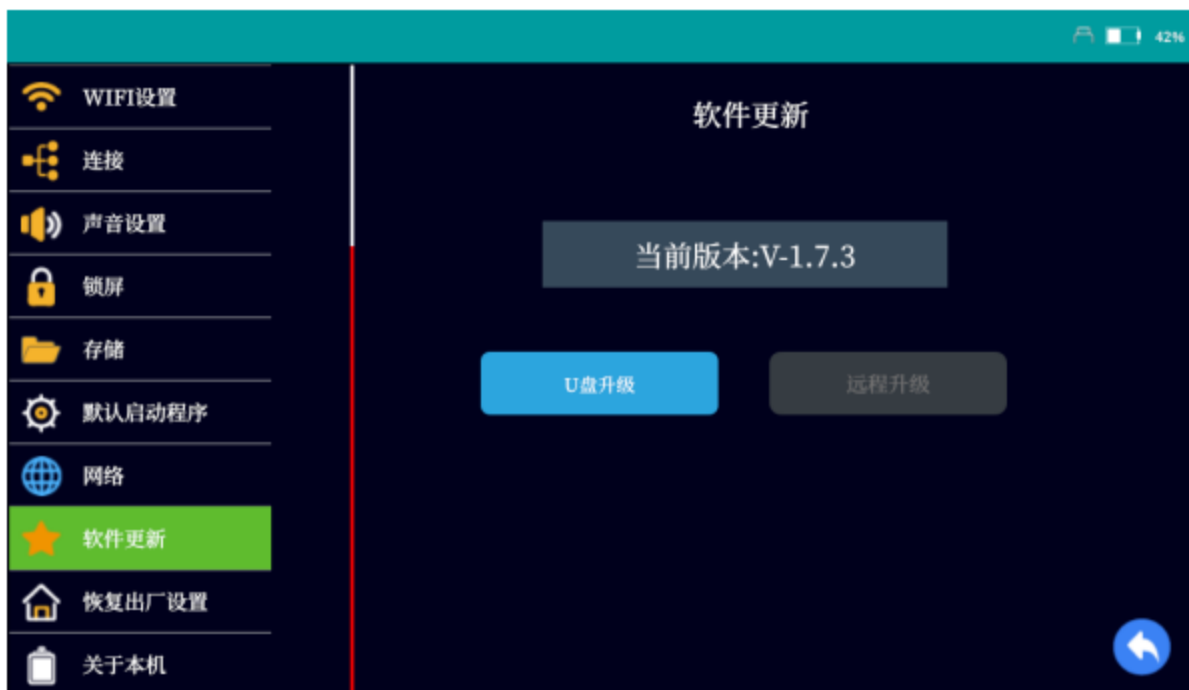 42%
WIFI设置
连接
声音设置
锁屏
存储
默认启动程序
网络
软件更新
恢复出厂设置
关于本机
软件更新
当前版本:V-1.7.3
U盘升级
远程升级